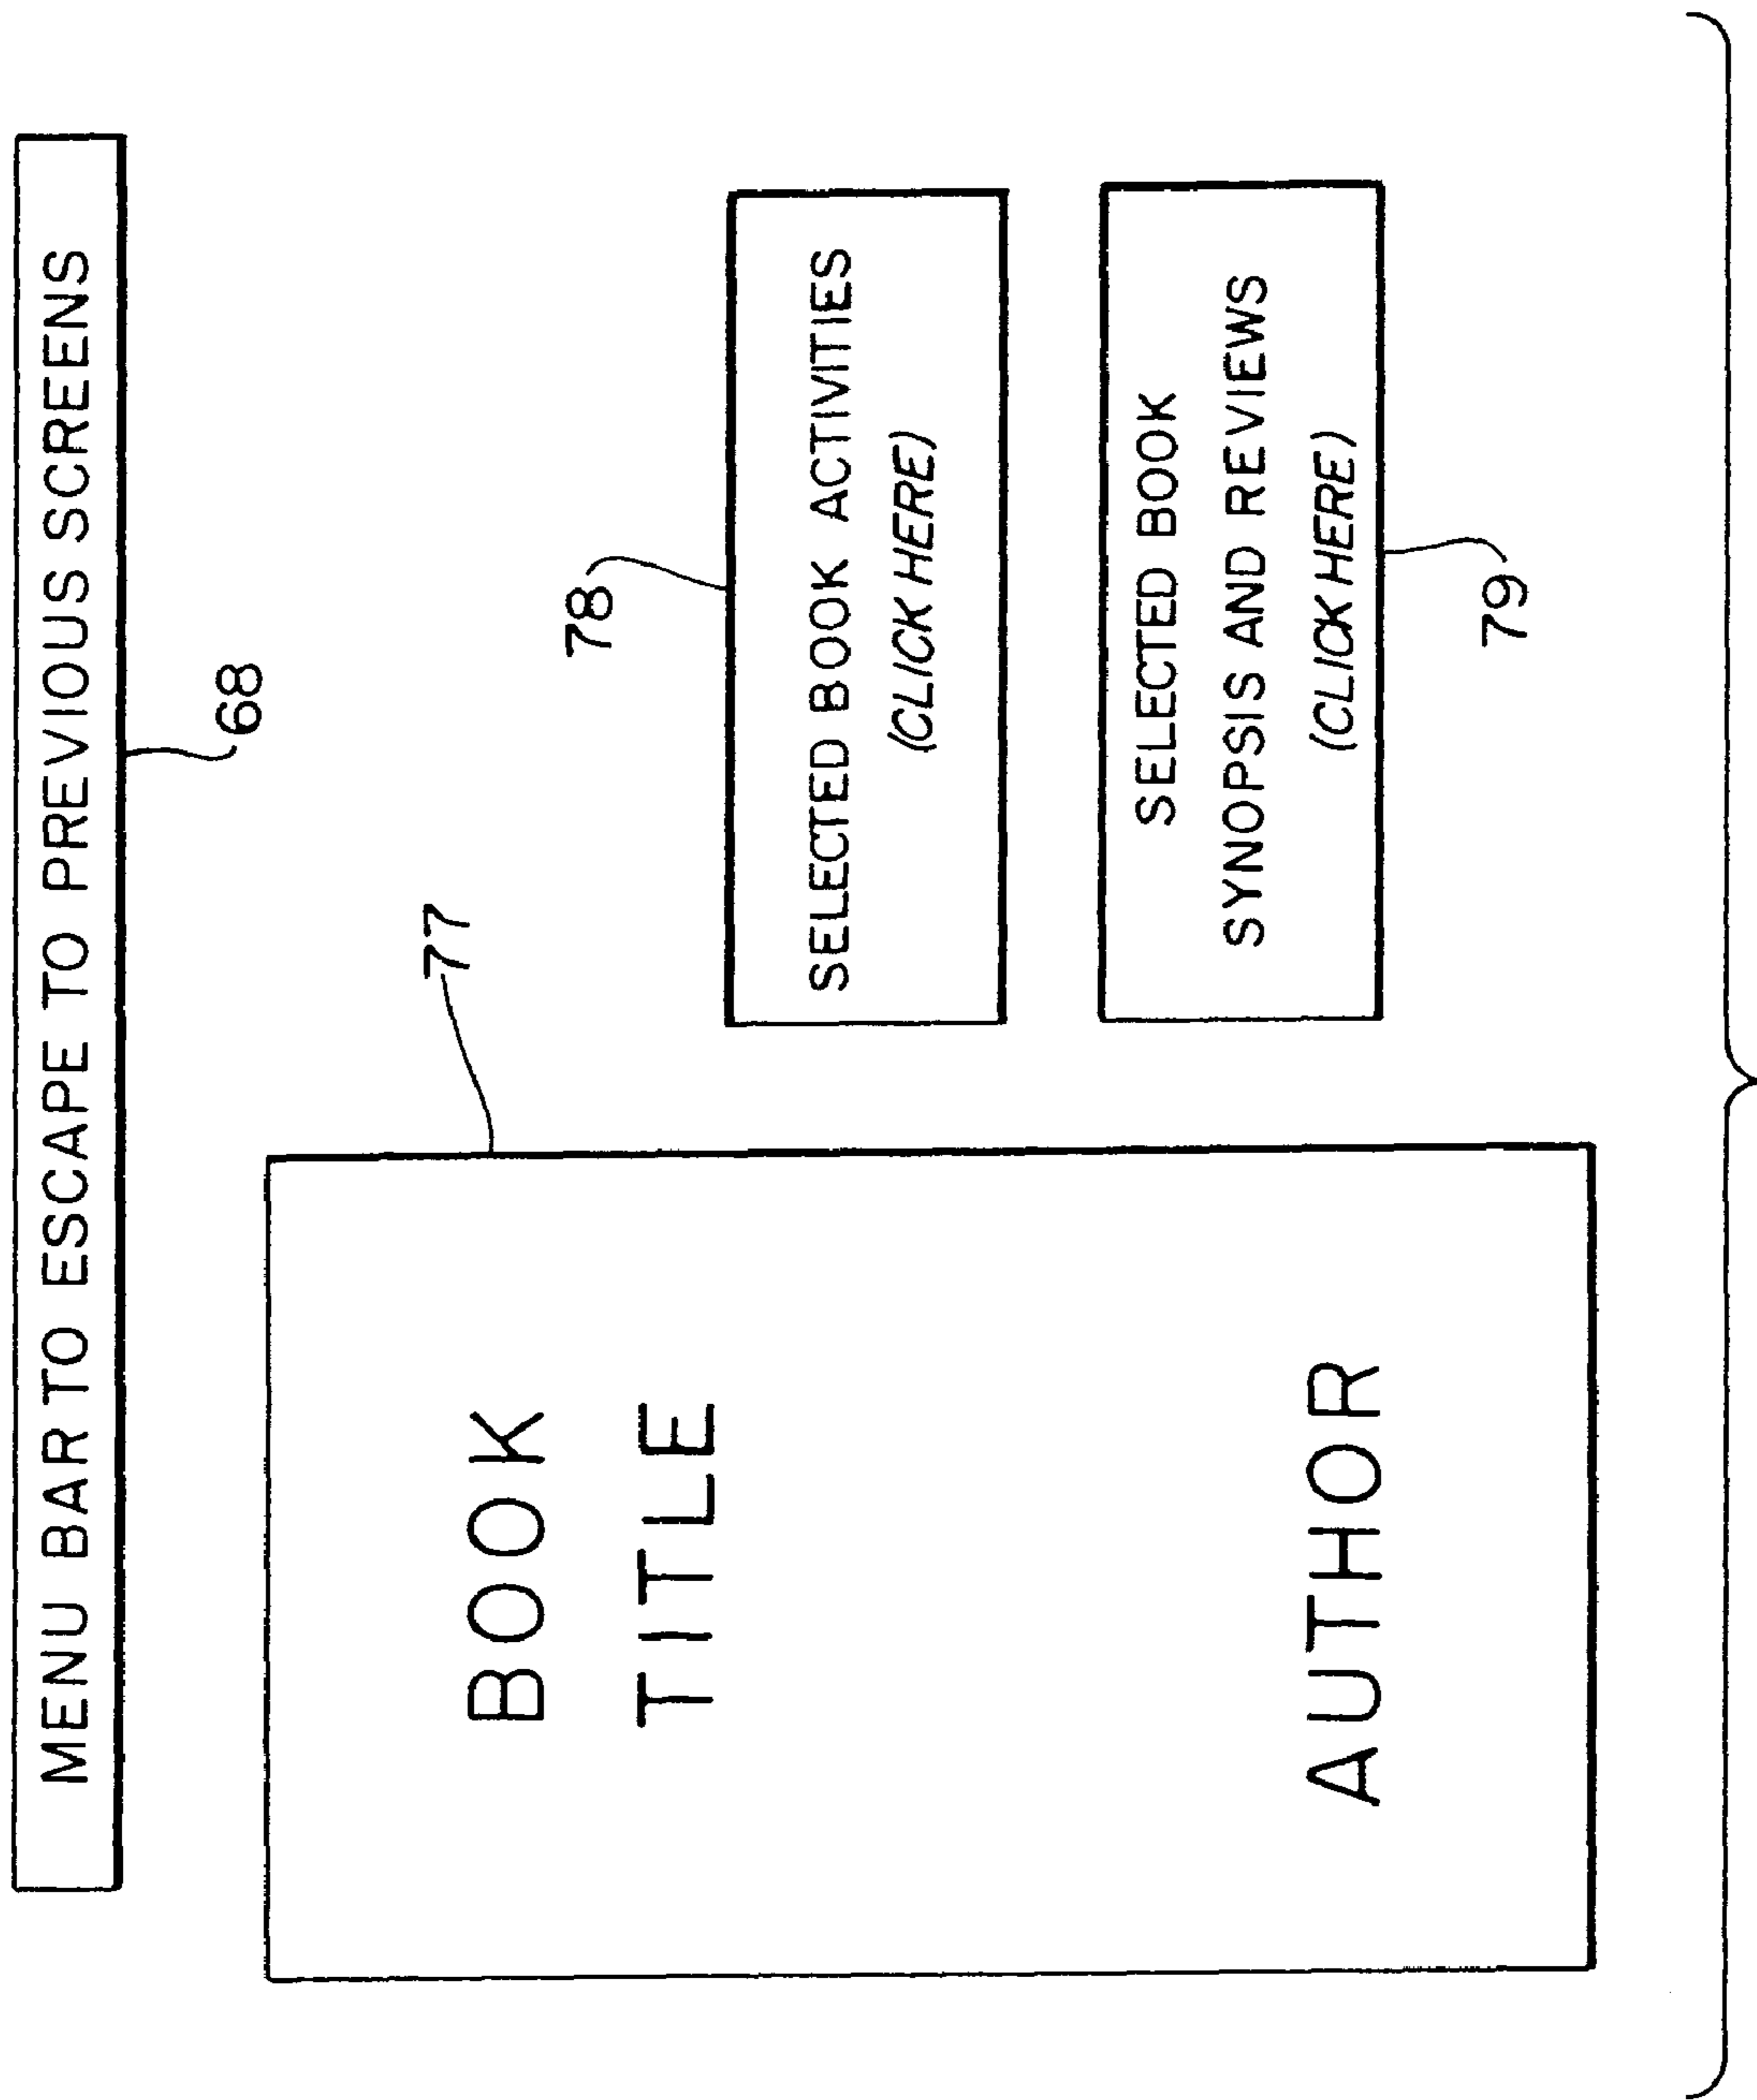 MENU BAR TO ESCAPE TO PREVIOUS SCREENS
68
77
BOOK
TITLE
AUTHOR
78
SELECTED BOOK ACTIVITIES
(CLICK HERE)
SELECTED BOOK
SYNOPSIS AND REVIEWS
(CLICK HERE)
79